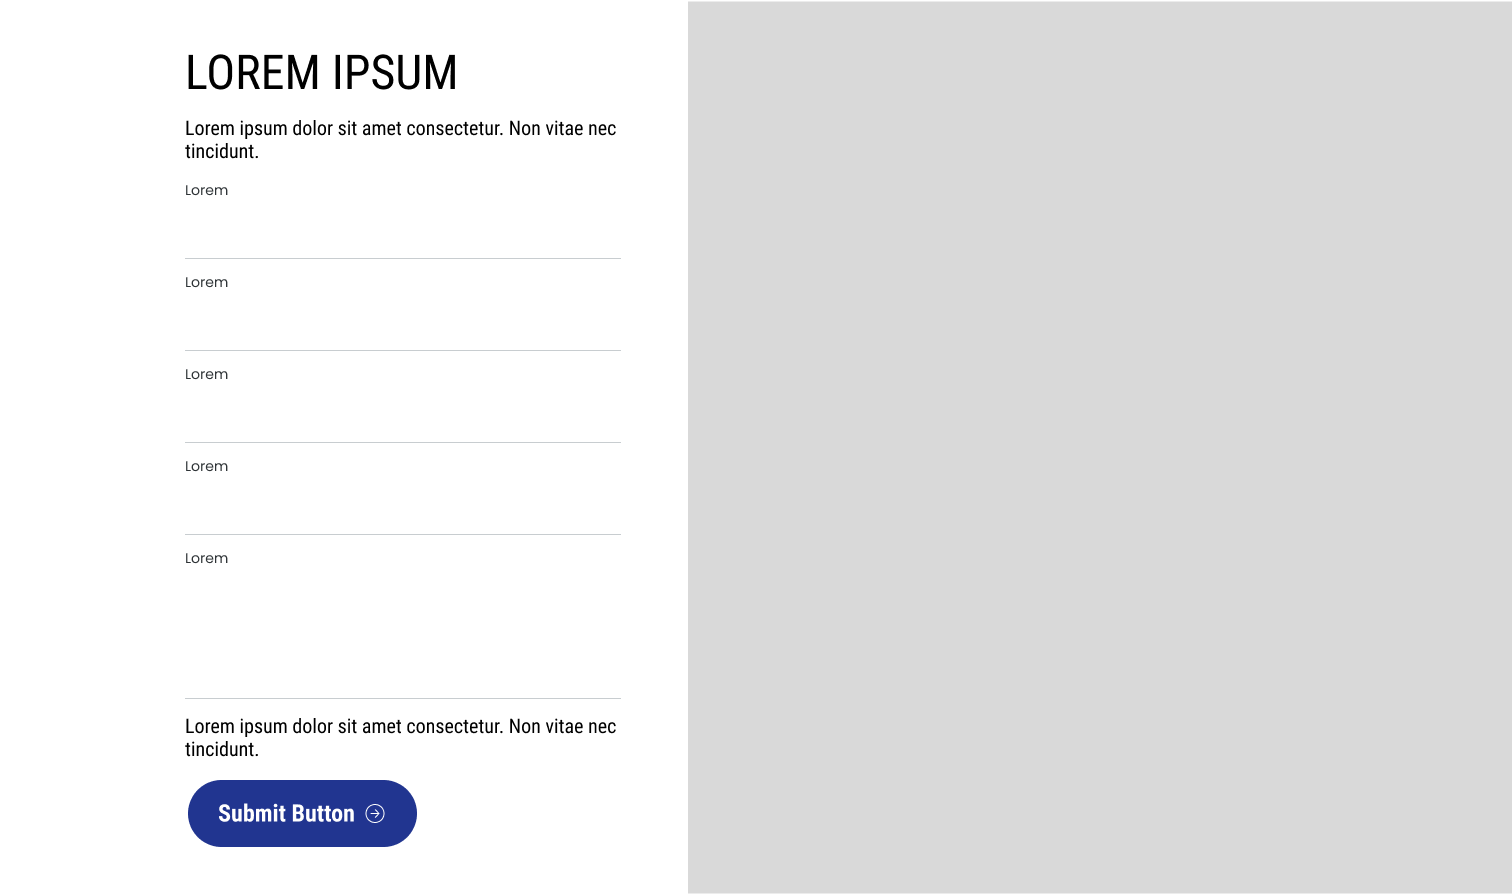 LOREM IPSUM
Lorem ipsum dolor sit amet consectetur. Non vitae nec
tincidunt.
Lorem
Lorem
Lorem
Lorem
Lorem
Lorem ipsum dolor sit amet consectetur. Non vitae nec
tincidunt.
Submit Button